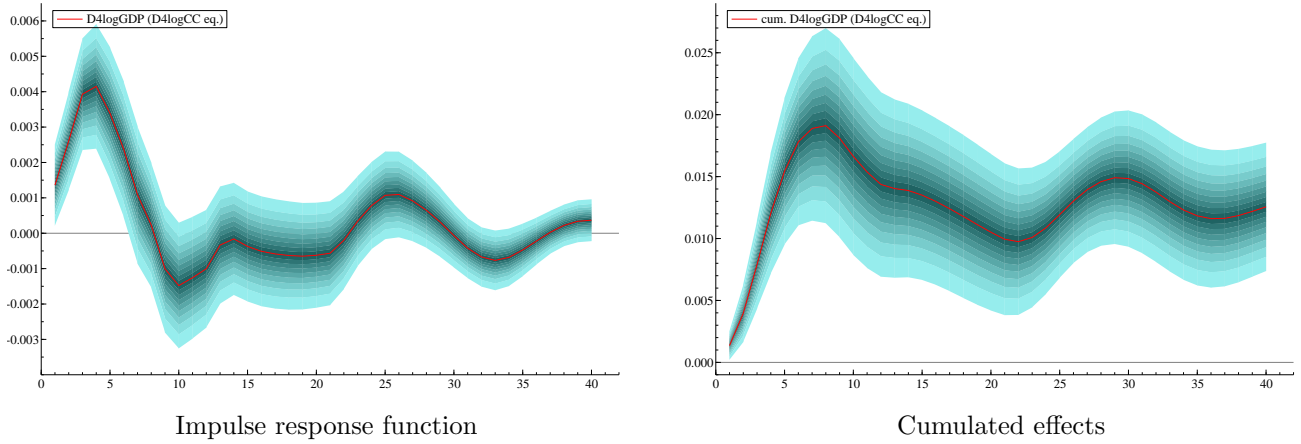 D4logGDP (D4logCC eq.)
0.006
0.005
0.004
0.003
0.002
0.001
0.000
-0.001
-0.002
-0.003
0 5 10 15 20 25 30 35 40
Impulse response function
cum. D4logGDP (D4logCC eq.)
0.025
0.020
0.015
0.010
0.005
0.000
0 5 10 15 20 25 30 35 40
Cumulated effects